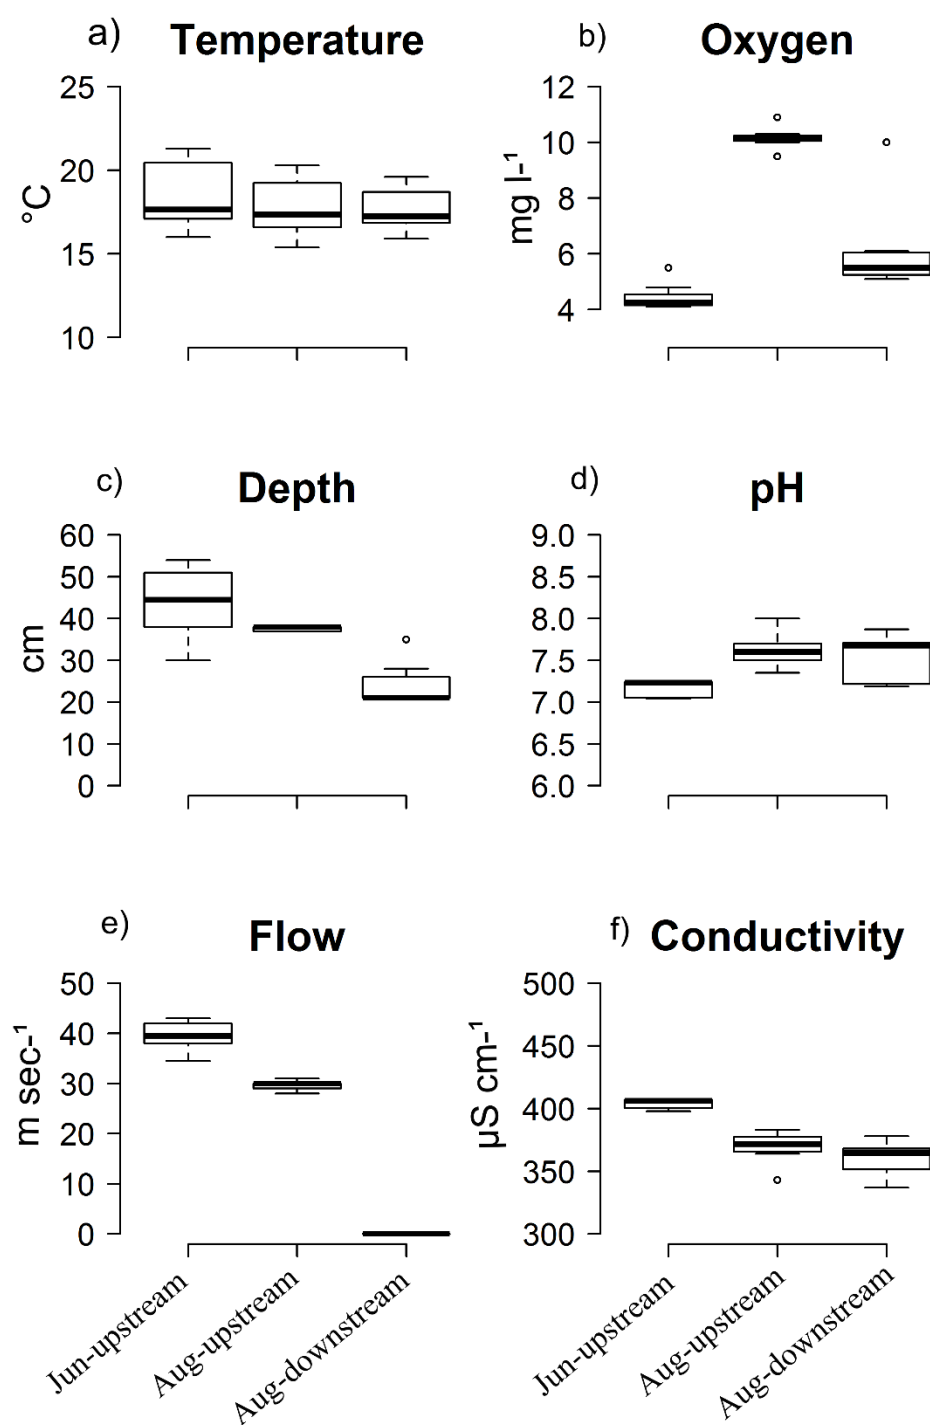 a) Temperature
°C
25
20
15
10
b) Oxygen
mg l-¹
12
10
8
6
4
c) Depth
cm
60
50
40
30
20
10
0
d) pH
9.0
8.5
8.0
7.5
7.0
6.5
6.0
e) Flow
m sec-¹
50
40
30
20
10
0
Jun-upstream
Aug-upstream
Aug-downstream
f) Conductivity
µS cm-¹
500
450
400
350
300
Jun-upstream
Aug-upstream
Aug-downstream